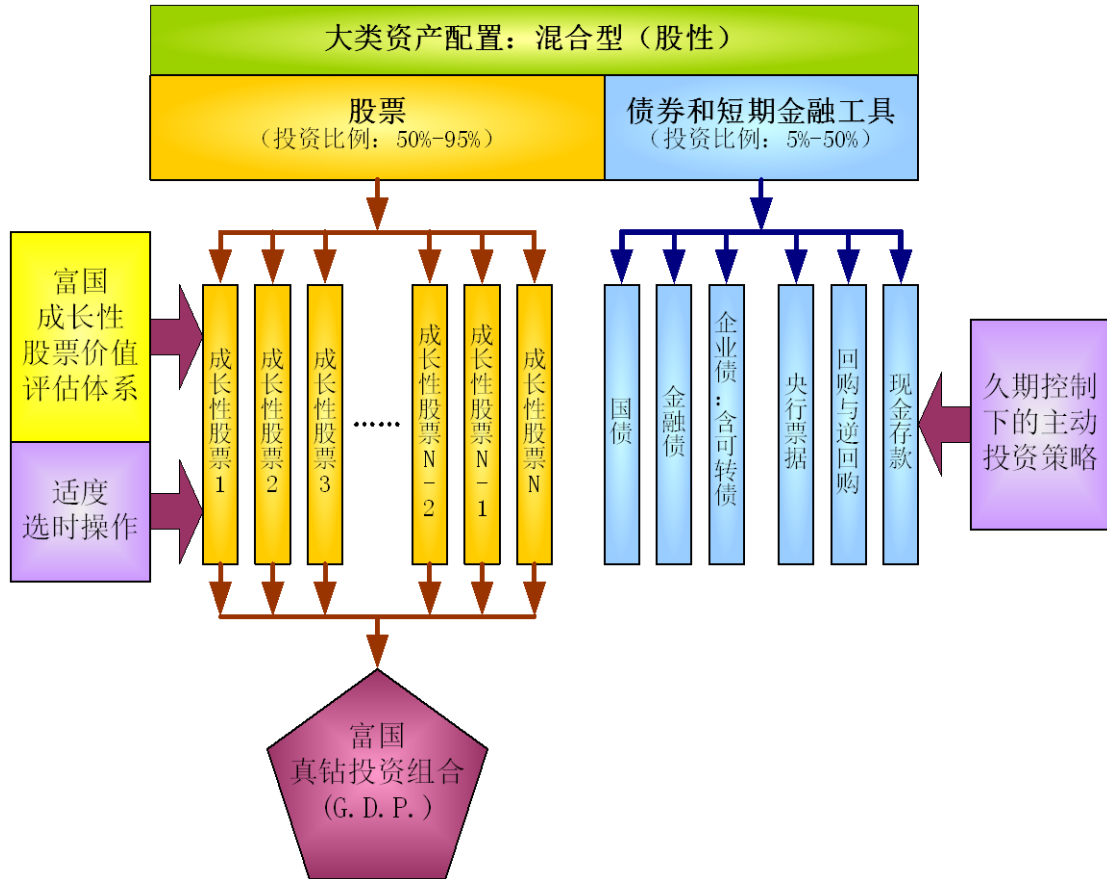 大类资产配置：混合型（股性）
股票
（投资比例：50%-95%）
债券和短期金融工具
（投资比例：5%-50%）
富国
成长性
股票价值
评估体系
适度
选时操作
成长性股票1
成长性股票2
成长性股票3
……
成长性股票N-2
成长性股票N-1
成长性股票N
国债
金融债
企业债：含可转债
央行票据
回购与逆回购
现金存款
久期控制
下的主动
投资策略
富国
真钻投资组合
(G.D.P.)